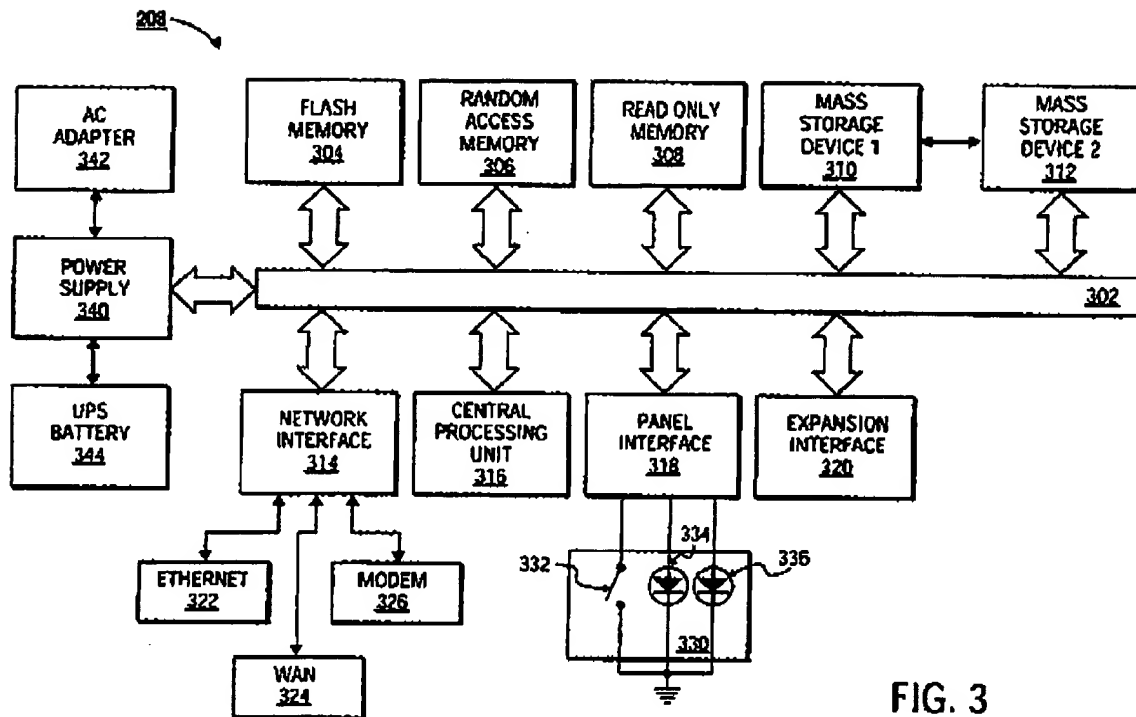 208
AC
ADAPTER
342
FLASH
MEMORY
304
RANDOM
ACCESS
MEMORY
306
READ ONLY
MEMORY
308
MASS
STORAGE
DEVICE 1
310
MASS
STORAGE
DEVICE 2
312
POWER
SUPPLY
340
302
UPS
BATTERY
344
NETWORK
INTERFACE
314
CENTRAL
PROCESSING
UNIT
316
PANEL
INTERFACE
318
EXPANSION
INTERFACE
320
ETHERNET
322
MODEM
326
WAN
324
332
334
336
330
FIG. 3